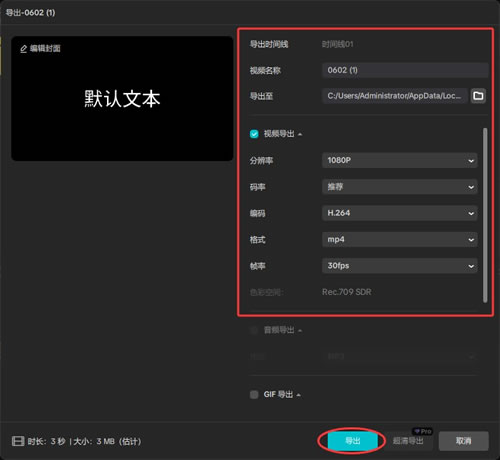 导出-0602 (1)
编辑封面
默认文本
导出时间线 时间线01
视频名称 0602 (1)
导出至 C:/Users/Administrator/AppData/Loc...
视频导出
分辨率 1080P
码率 推荐
编码 H.264
格式 mp4
帧率 30fps
色彩空间: Rec.709 SDR
音频导出
格式 MP3
GIF 导出
时长: 3 秒 | 大小: 3 MB (估计)
导出
Pro
超清导出
取消